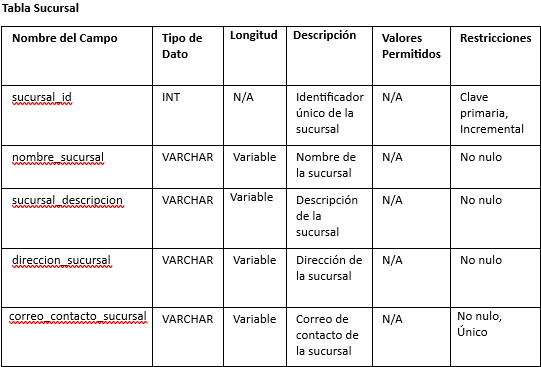 Tabla Sucursal
Nombre del Campo Tipo de Dato Longitud Descripción Valores Permitidos Restricciones
sucursal_id INT N/A Identificador único de la sucursal N/A Clave primaria, Incremental
nombre_sucursal VARCHAR Variable Nombre de la sucursal N/A No nulo
sucursal_descripcion VARCHAR Variable Descripción de la sucursal N/A No nulo
direccion_sucursal VARCHAR Variable Dirección de la sucursal N/A No nulo
correo_contacto_sucursal VARCHAR Variable Correo de contacto de la sucursal N/A No nulo, Único